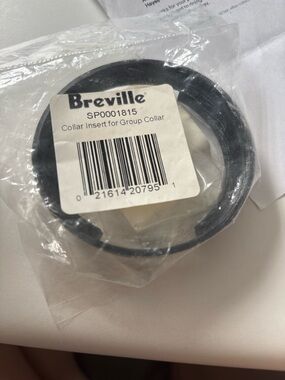 Breville
SP0001815
Collar Insert for Group Collar
0 21614 20795 1